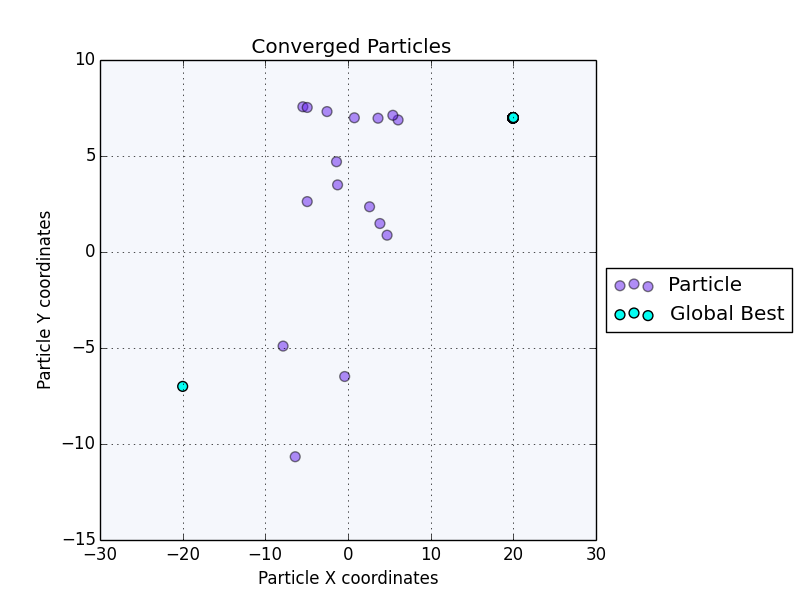 Converged Particles
10
5
0
−5
−10
−15
−30
−20
−10
0
10
20
30
Particle X coordinates
Particle Y coordinates
Particle
Global Best